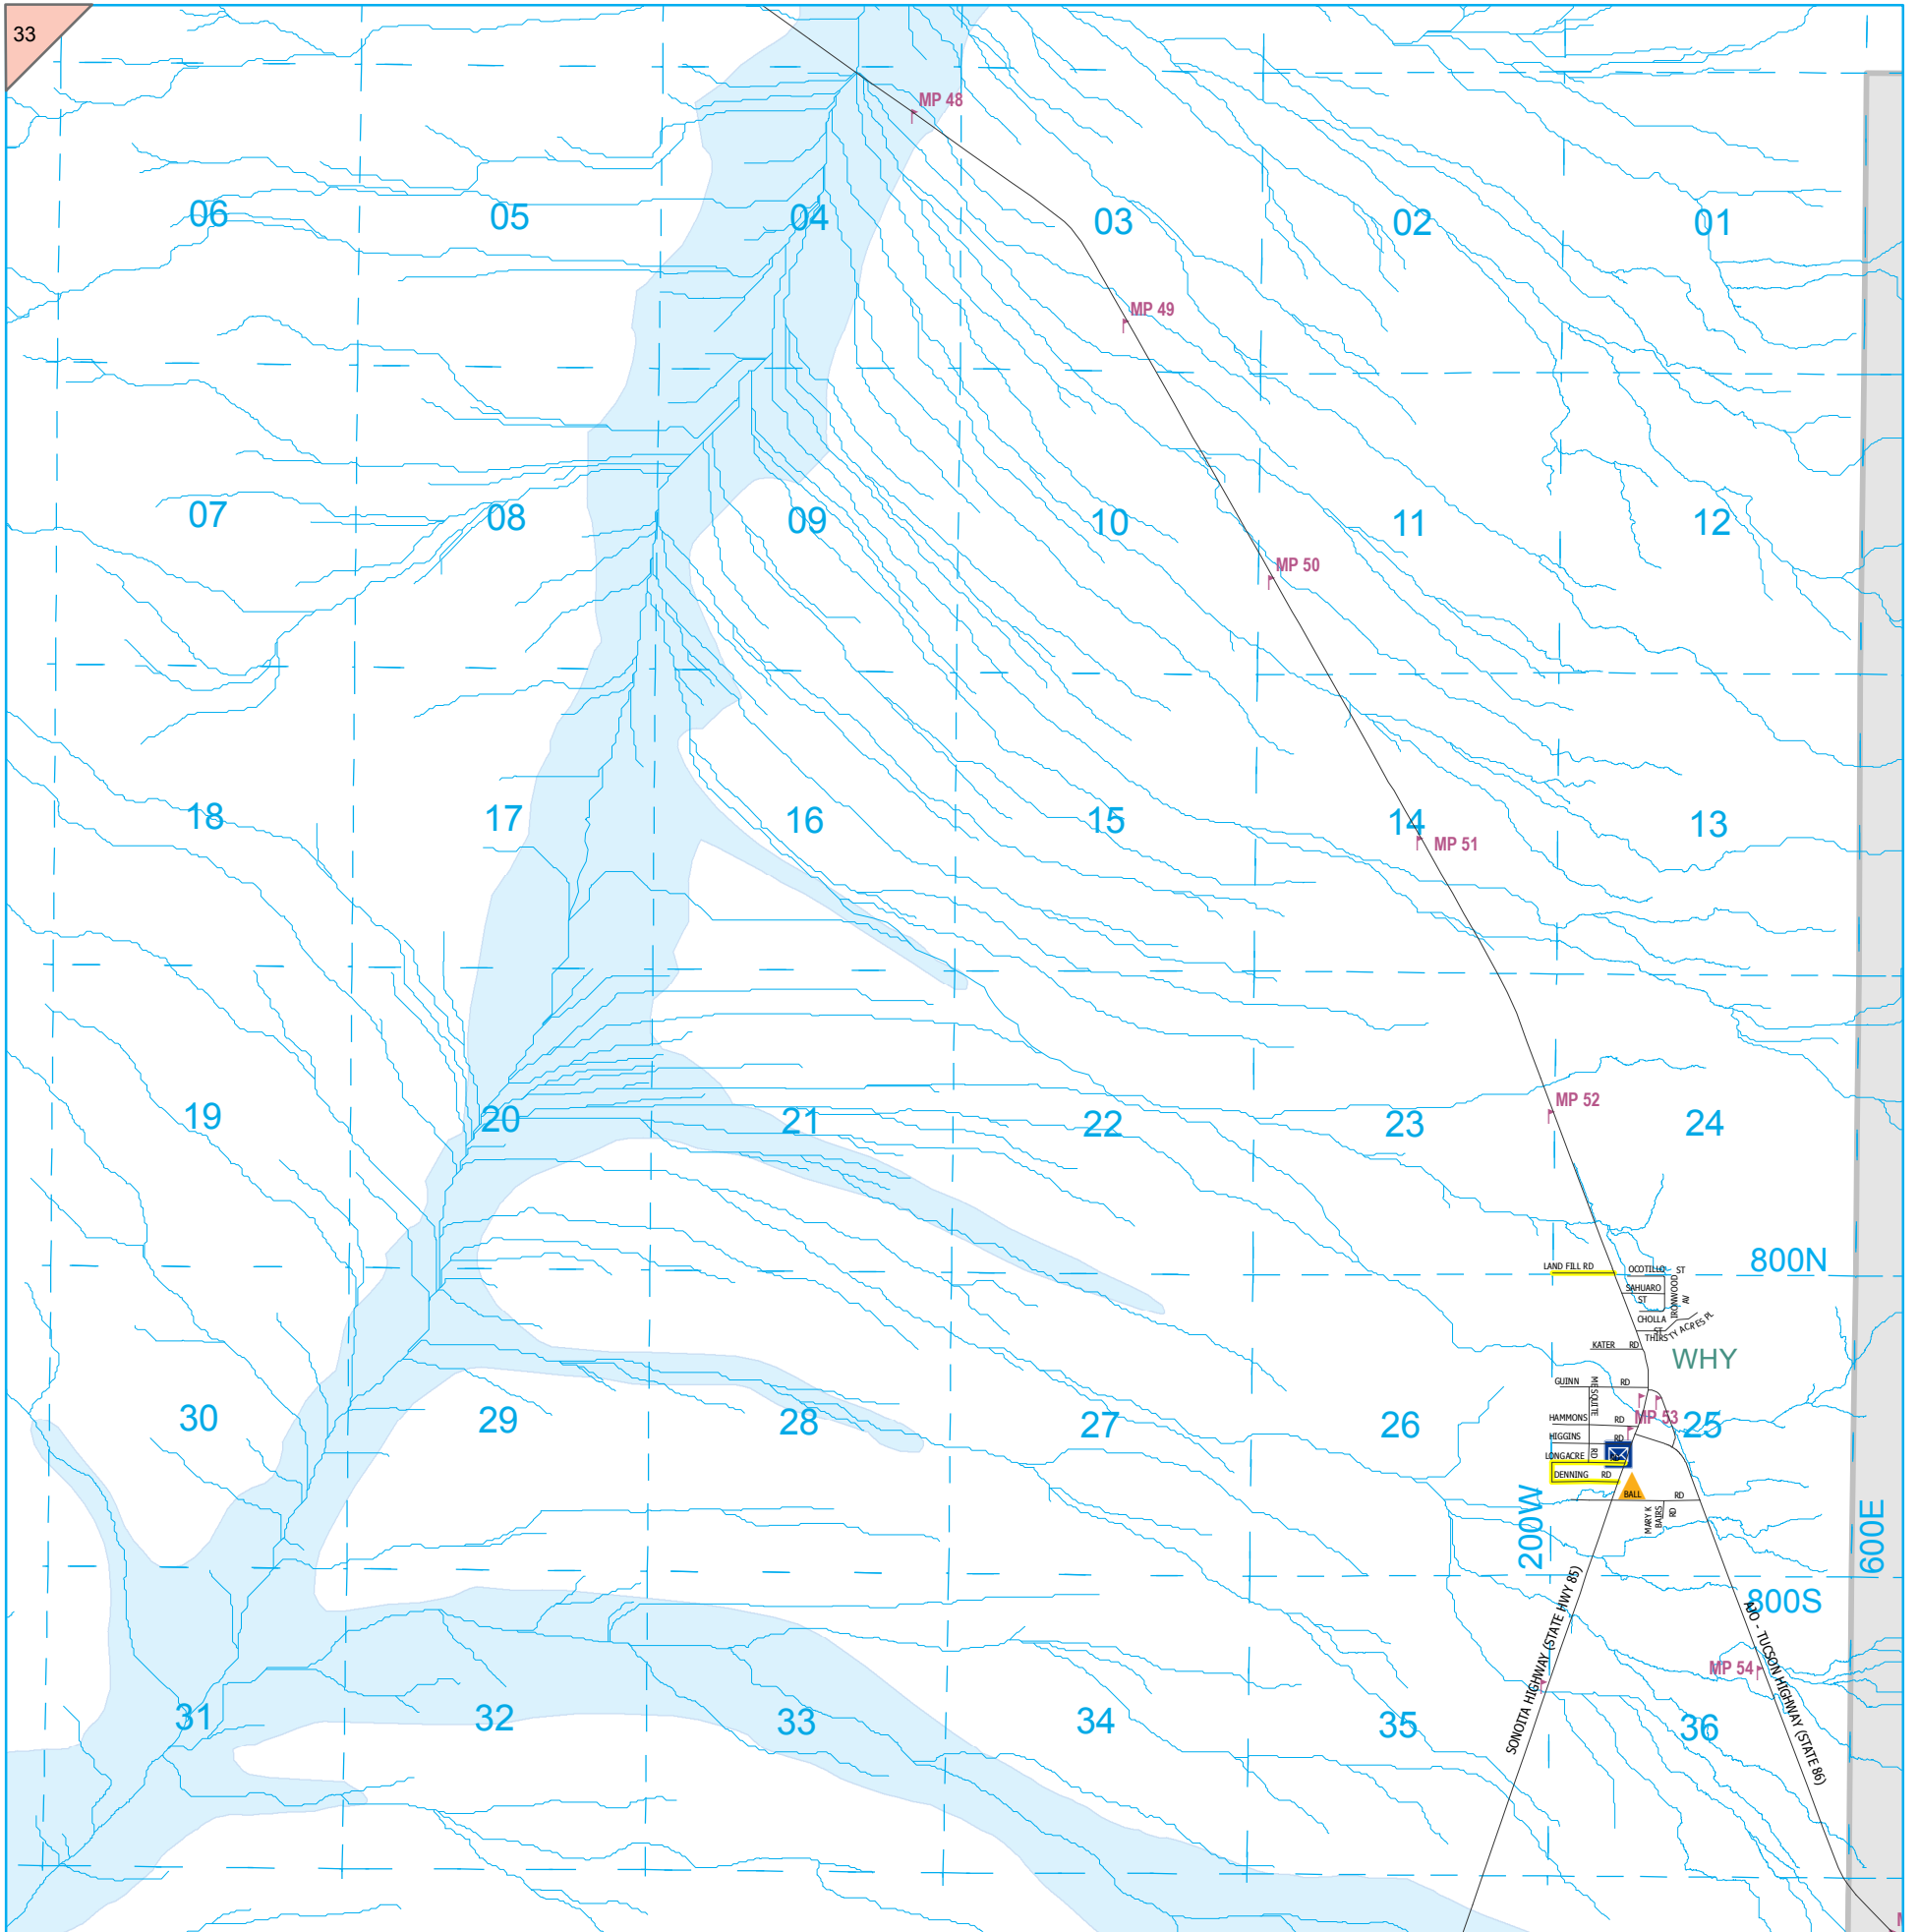 33
MP 48
06
05
04
03
02
01
MP 49
07
08
09
10
11
12
MP 50
18
17
16
15
14
13
MP 51
19
20
21
22
23
24
MP 52
800N
LAND FILL RD
OCOTILLO ST
SAHUARO
ST
IRONWOOD
AV
CHOLLA
ST
THIRSTY ACRES PL
KATER RD
WHY
GUINN RD
MESQUITE
RD
HAMMONS RD
MP 53
30
29
28
27
26
25
HIGGINS RD
LONGACRE
DENNING RD
BALL RD
MARY K
BAIRS
RD
200W
600E
800S
SONOITA HIGHWAY (STATE HWY 85)
AJO - TUCSON HIGHWAY (STATE 86)
MP 54
31
32
33
34
35
36